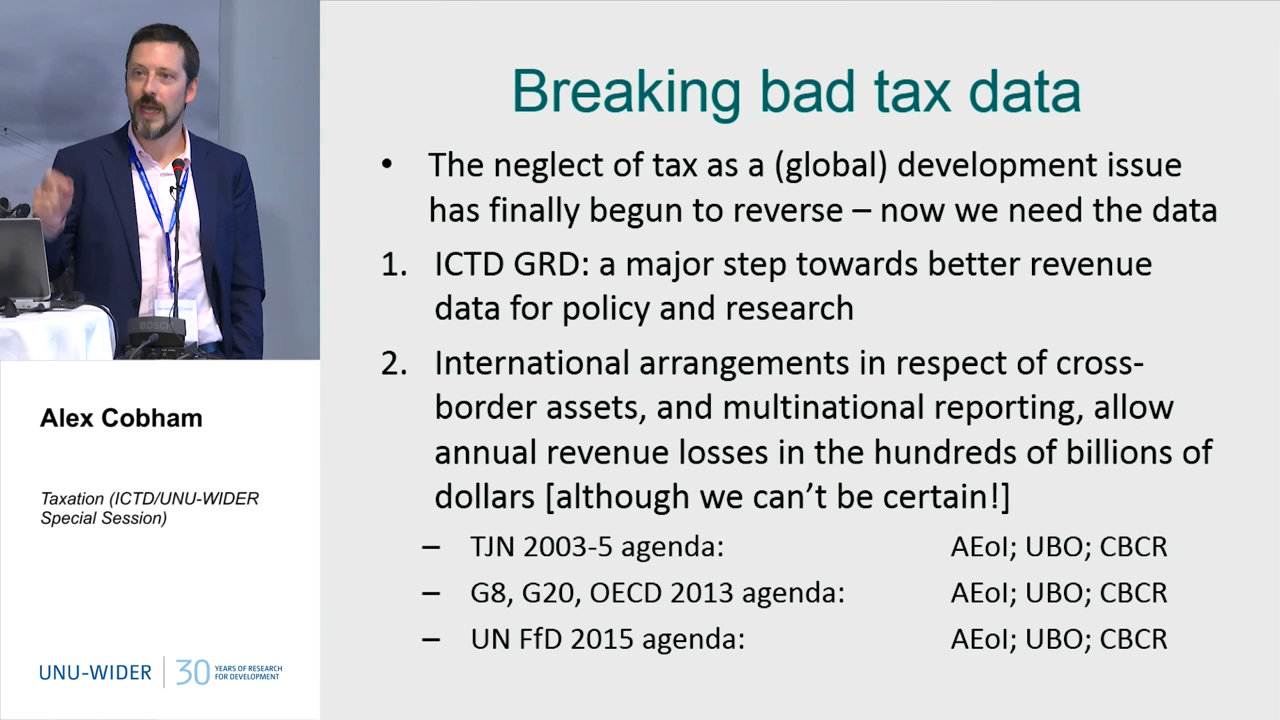 Breaking bad tax data
• The neglect of tax as a (global) development issue
has finally begun to reverse – now we need the data
1. ICTD GRD: a major step towards better revenue
data for policy and research
2. International arrangements in respect of cross-
border assets, and multinational reporting, allow
annual revenue losses in the hundreds of billions of
dollars [although we can’t be certain!]
– TJN 2003-5 agenda: AEoI; UBO; CBCR
– G8, G20, OECD 2013 agenda: AEoI; UBO; CBCR
– UN FfD 2015 agenda: AEoI; UBO; CBCR
BOSCH
Alex Cobham
Taxation (ICTD/UNU-WIDER
Special Session)
UNU-WIDER
30 YEARS OF RESEARCH
FOR DEVELOPMENT